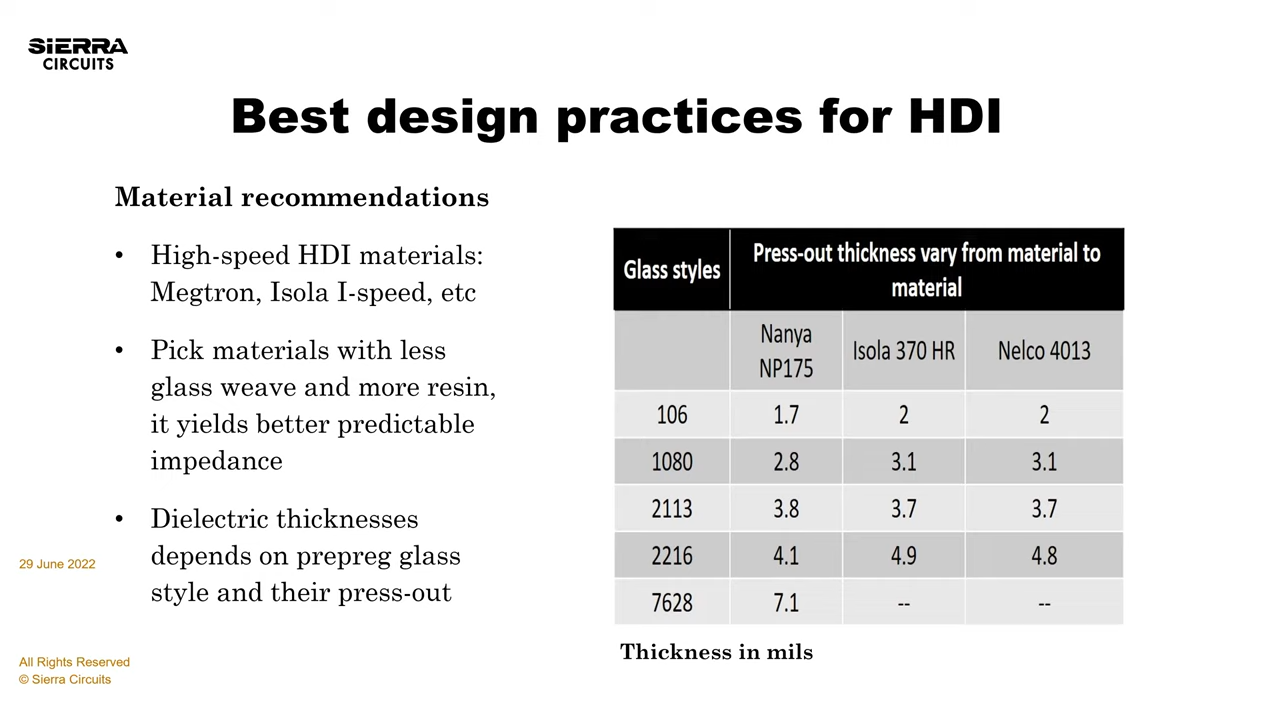 SIERRA
CIRCUITS
Best design practices for HDI
Material recommendations
• High-speed HDI materials:
Megtron, Isola I-speed, etc
• Pick materials with less
glass weave and more resin,
it yields better predictable
impedance
• Dielectric thicknesses
depends on prepreg glass
style and their press-out
Glass styles Press-out thickness vary from material to
material
Nanya
NP175 Isola 370 HR Nelco 4013
106 1.7 2 2
1080 2.8 3.1 3.1
2113 3.8 3.7 3.7
2216 4.1 4.9 4.8
7628 7.1 -- --
Thickness in mils
29 June 2022
All Rights Reserved
© Sierra Circuits